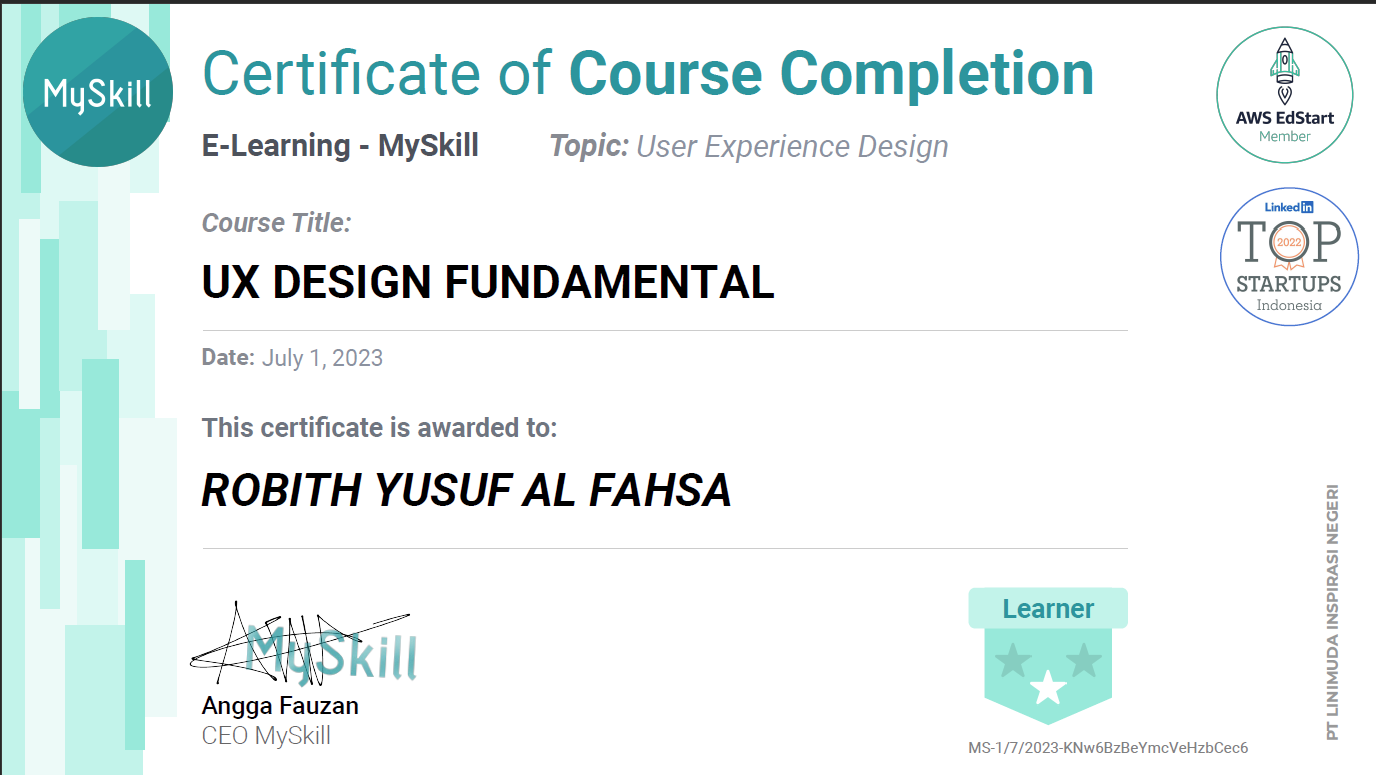 MySkill
Certificate of Course Completion
E-Learning - MySkill
Topic: User Experience Design
AWS EdStart
Member
Linked in
TOP
2022
STARTUPS
Indonesia
Course Title:
UX DESIGN FUNDAMENTAL
Date: July 1, 2023
This certificate is awarded to:
ROBITH YUSUF AL FAHSA
MySkill
Angga Fauzan
CEO MySkill
Learner
MS-1/7/2023-KNw6BzBeYmcVeHzbCec6
PT LINIMUDA INSPIRASI NEGERI